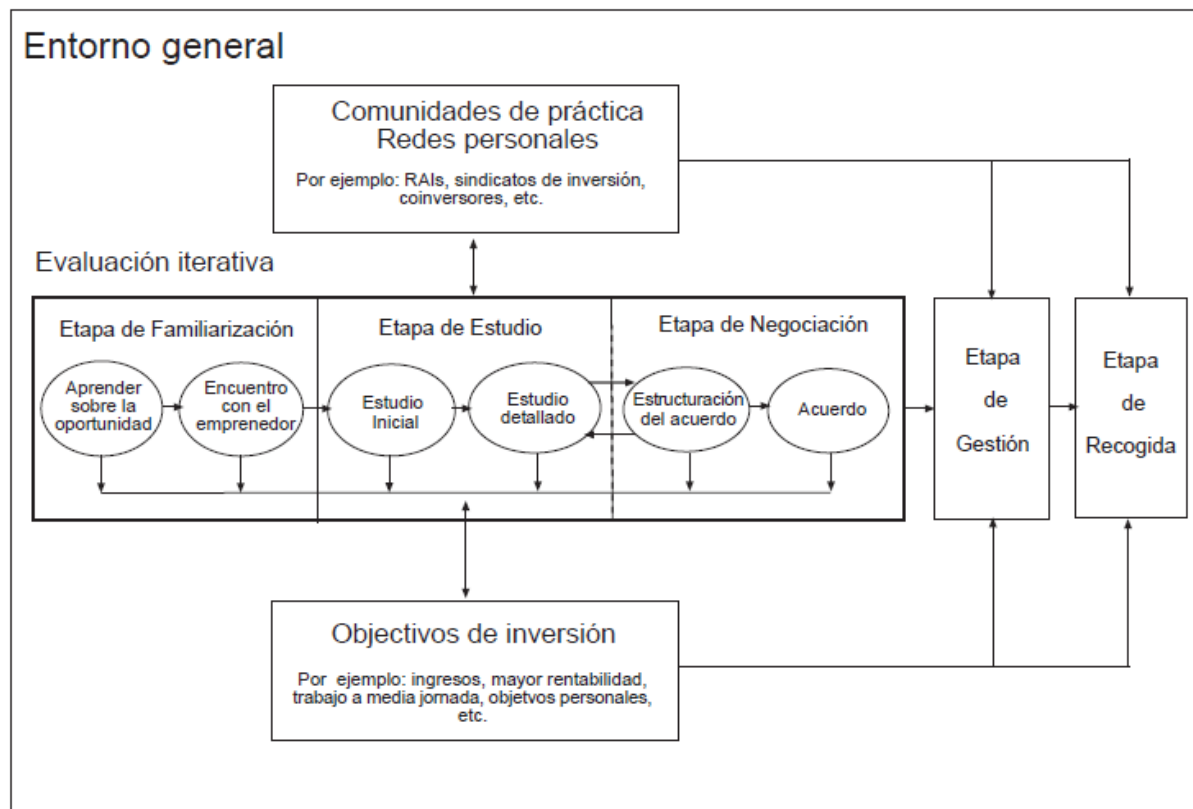 Entorno general
Comunidades de práctica
Redes personales
Por ejemplo: RAIs, sindicatos de inversión,
coinversores, etc.
Evaluación iterativa
Etapa de Familiarización
Etapa de Estudio
Etapa de Negociación
Aprender
sobre la
oportunidad
Encuentro
con el
emprenedor
Estudio
Inicial
Estudio
detallado
Estructuración
del acuerdo
Acuerdo
Etapa
de
Gestión
Etapa
de
Recogida
Objectivos de inversión
Por ejemplo: ingresos, mayor rentabilidad,
trabajo a media jornada, objetvos personales,
etc.